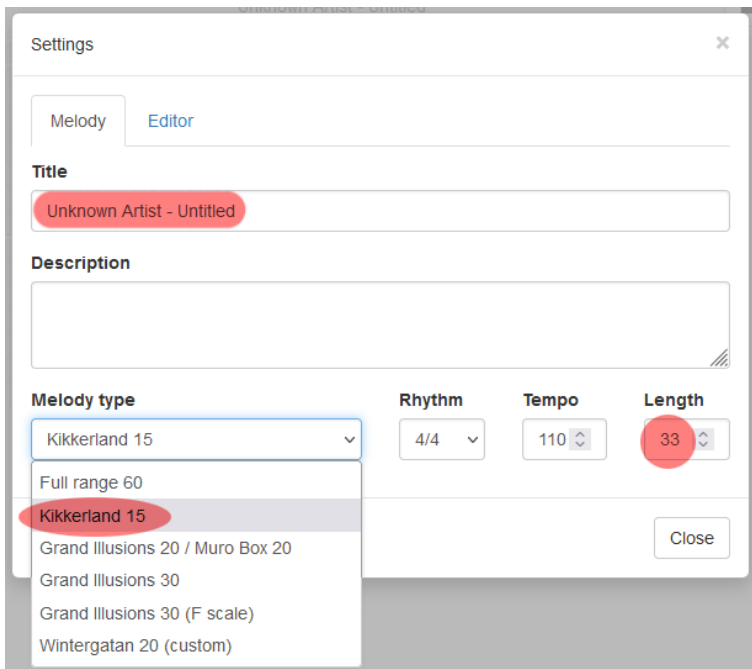 Unknown Artist - Untitled
Settings ×
Melody Editor
Title
Unknown Artist - Untitled
Description
Melody type Rhythm Tempo Length
Kikkerland 15 4/4 110 33
Full range 60
Kikkerland 15
Grand Illusions 20 / Muro Box 20
Close
Grand Illusions 30
Grand Illusions 30 (F scale)
Wintergatan 20 (custom)